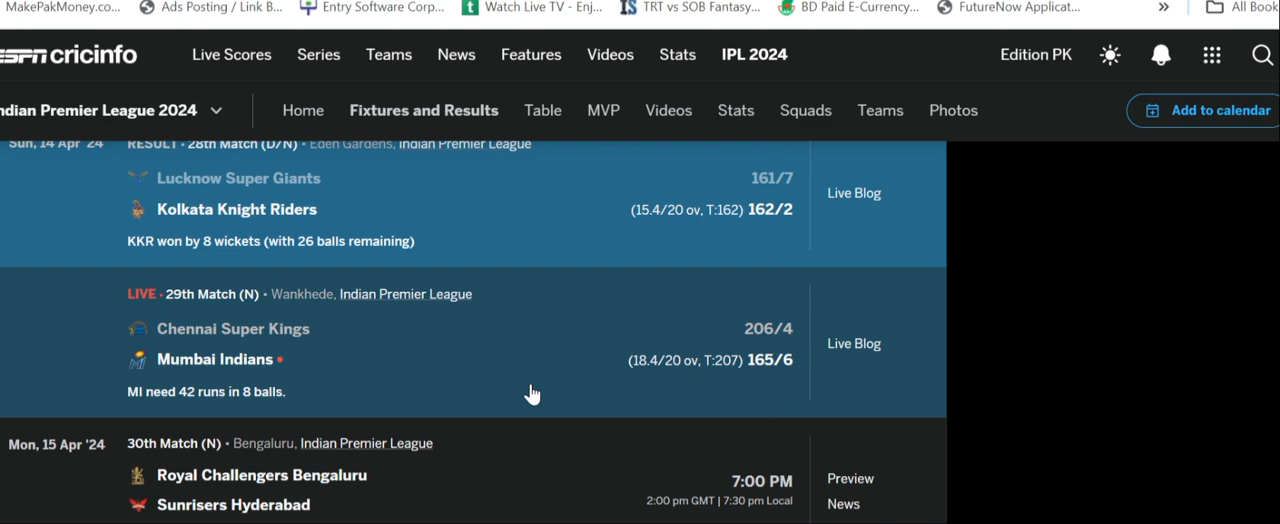 MakePakMoney.co... Ads Posting / Link B... Entry Software Corp... Watch Live TV - Enj... TRT vs SOB Fantasy... BD Paid E-Currency... FutureNow Applicat... » All Book
ESPN cricinfo Live Scores Series Teams News Features Videos Stats IPL 2024 Edition PK
ndian Premier League 2024 Home Fixtures and Results Table MVP Videos Stats Squads Teams Photos Add to calendar
Sun, 14 Apr '24 RESULT • 28th Match (D/N) • Eden Gardens, Indian Premier League
Lucknow Super Giants 161/7
Live Blog
Kolkata Knight Riders (15.4/20 ov, T:162) 162/2
KKR won by 8 wickets (with 26 balls remaining)
LIVE • 29th Match (N) • Wankhede, Indian Premier League
Chennai Super Kings 206/4
Live Blog
Mumbai Indians • (18.4/20 ov, T:207) 165/6
MI need 42 runs in 8 balls.
Mon, 15 Apr '24 30th Match (N) • Bengaluru, Indian Premier League
Royal Challengers Bengaluru 7:00 PM Preview
Sunrisers Hyderabad 2:00 pm GMT | 7:30 pm Local News